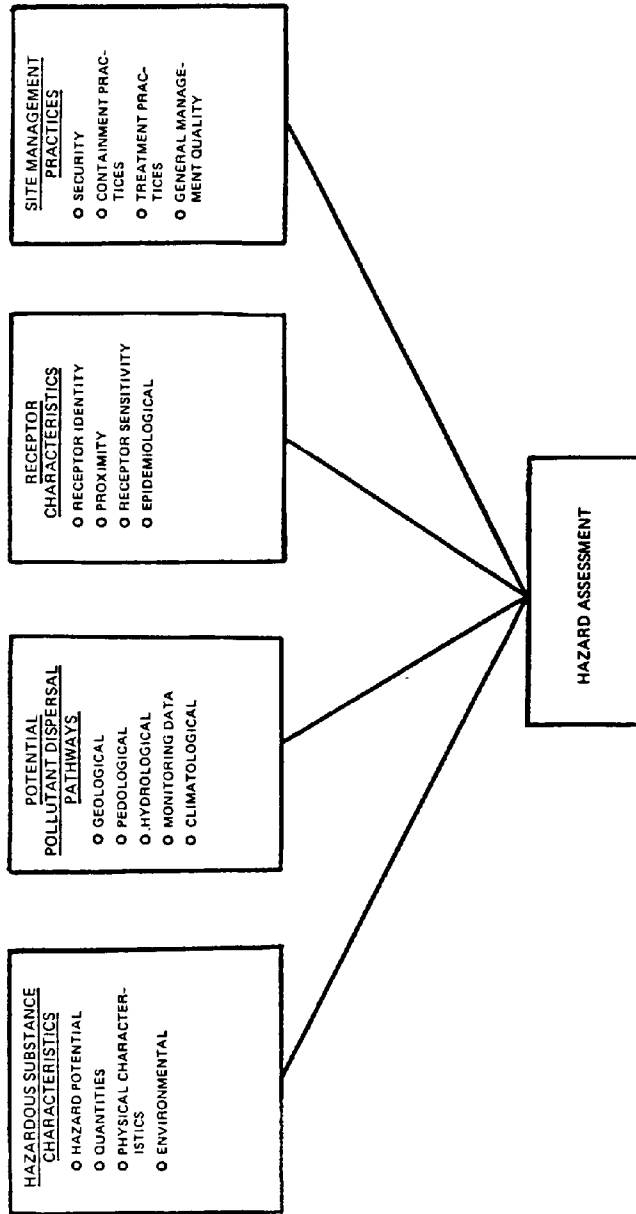 HAZARDOUS SUBSTANCE
CHARACTERISTICS
O HAZARD POTENTIAL
O QUANTITIES
O PHYSICAL CHARACTER-
ISTICS
O ENVIRONMENTAL
POTENTIAL
POLLUTANT DISPERSAL
PATHWAYS
O GEOLOGICAL
O PEDOLOGICAL
O .HYDROLOGICAL
O MONITORING DATA
O CLIMATOLOGICAL
RECEPTOR
CHARACTERISTICS
O RECEPTOR IDENTITY
O PROXIMITY
O RECEPTOR SENSITIVITY
O EPIDEMIOLOGICAL
SITE MANAGEMENT
PRACTICES
O SECURITY
O CONTAINMENT PRAC-
TICES
O TREATMENT PRAC-
TICES
O GENERAL MANAGE-
MENT QUALITY
HAZARD ASSESSMENT